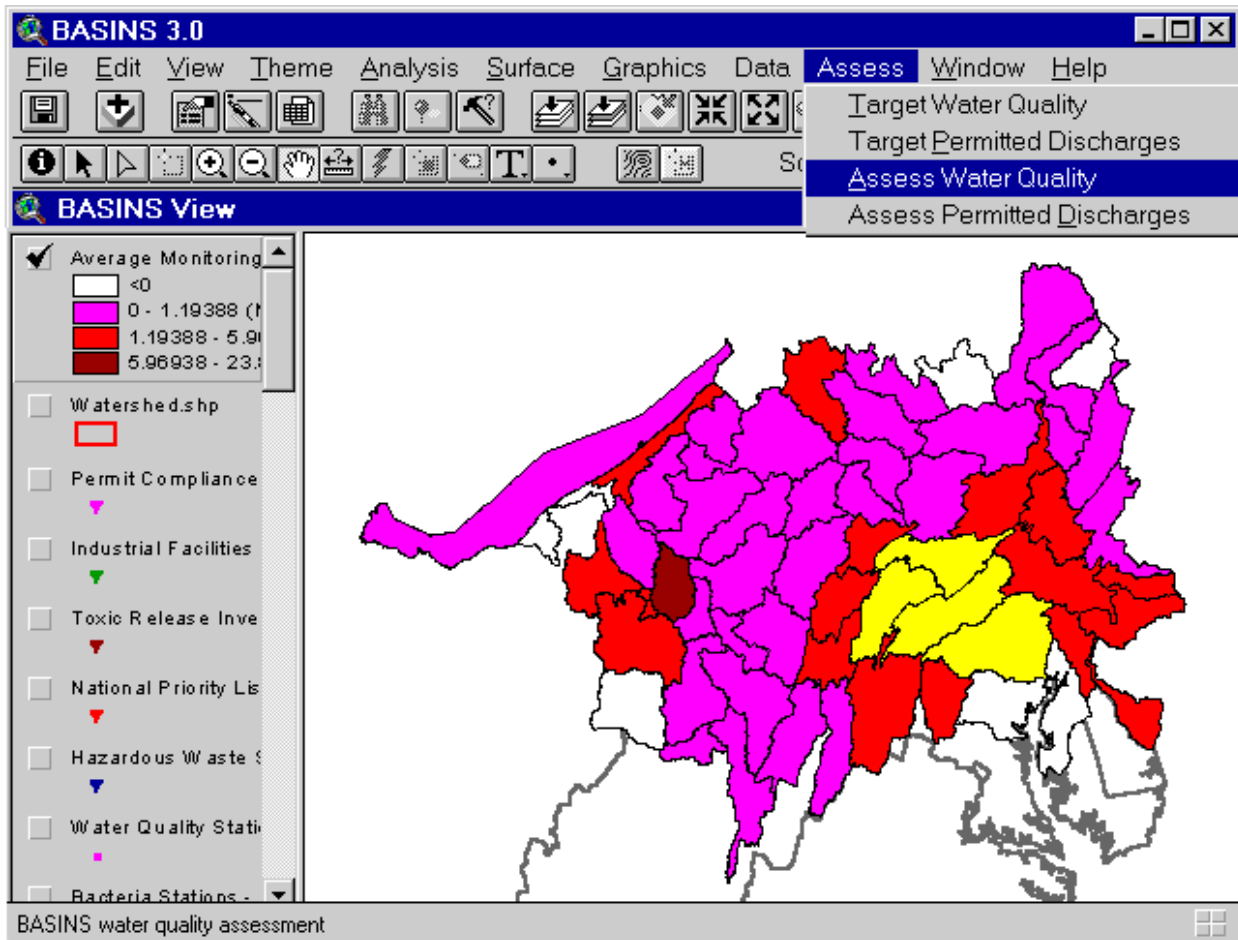 BASINS 3.0
File Edit View Theme Analysis Surface Graphics Data Assess Window Help
Target Water Quality
Target Permitted Discharges
Assess Water Quality
Assess Permitted Discharges
BASINS View
Average Monitoring
<0
0 - 1.19388
1.19388 - 5.9
5.96938 - 23.
Watershed.shp
Permit Compliance
Industrial Facilities
Toxic Release Inve
National Priority Lis
Hazardous Waste
Water Quality Stati
Bacteria Stations -
BASINS water quality assessment